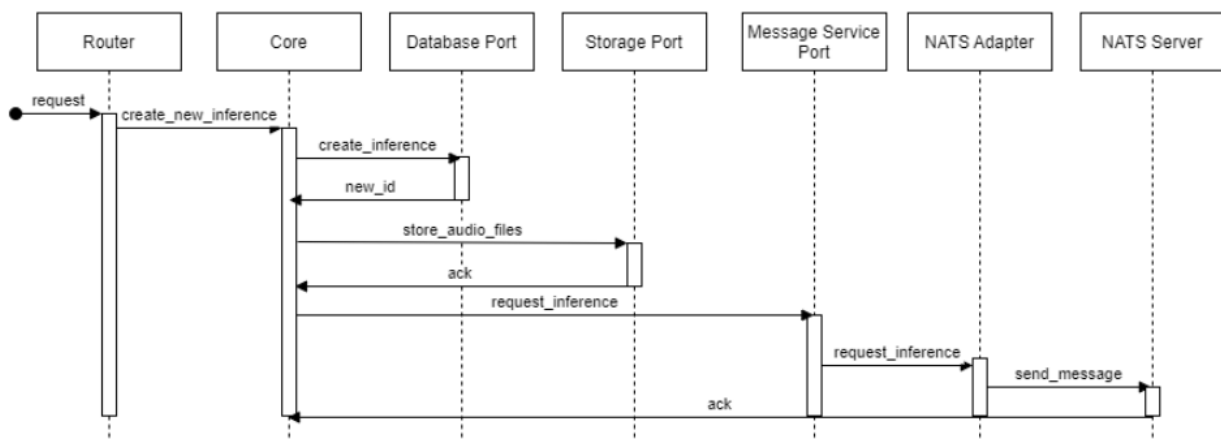 Router
Core
Database Port
Storage Port
Message Service
Port
NATS Adapter
NATS Server
request
create_new_inference
create_inference
new_id
store_audio_files
ack
request_inference
request_inference
send_message
ack